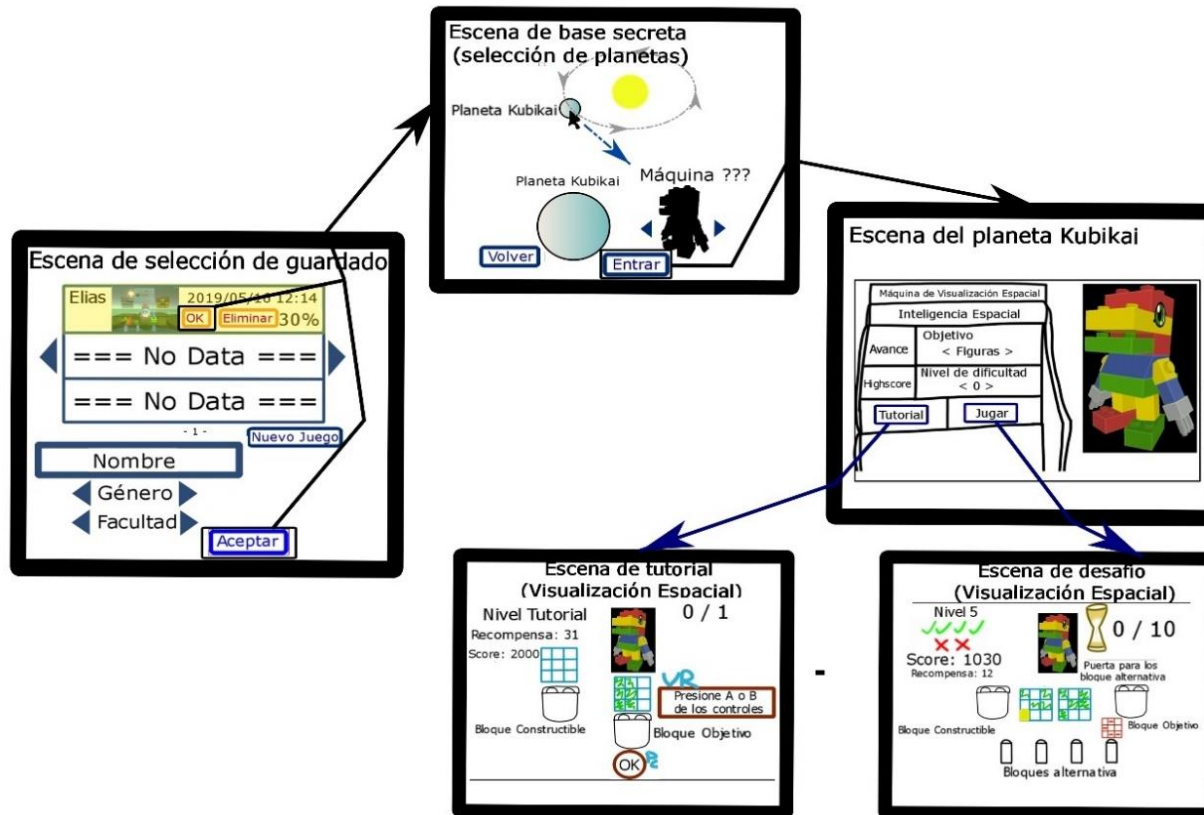 Escena de base secreta
(selección de planetas)
Planeta Kubikai
Planeta Kubikai
Máquina ???
Volver
Entrar
Escena de selección de guardado
Elias
2019/05/16 12:14
OK
Eliminar
30%
=== No Data ===
=== No Data ===
- 1 -
Nuevo Juego
Nombre
Género
Facultad
Aceptar
Escena del planeta Kubikai
Máquina de Visualización Espacial
Inteligencia Espacial
Avance
Objetivo
< Figuras >
Highscore
Nivel de dificultad
< 0 >
Tutorial
Jugar
Escena de tutorial
(Visualización Espacial)
Nivel Tutorial
0 / 1
Recompensa: 31
Score: 2000
VR
Presione A o B
de los controles
Bloque Constructible
Bloque Objetivo
OK
PC
-
Escena de desafio
(Visualización Espacial)
Nivel 5
0 / 10
Score: 1030
Recompensa: 12
Puerta para los
bloque alternativa
Bloque Constructible
Bloque Objetivo
Bloques alternativa